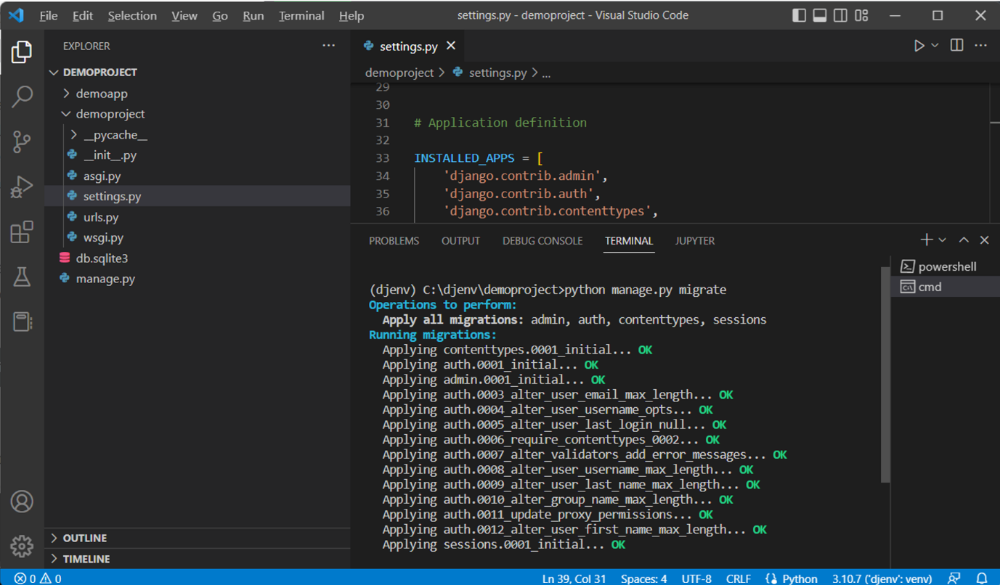 File Edit Selection View Go Run Terminal Help settings.py - demoproject - Visual Studio Code
EXPLORER
DEMOPROJECT
demoapp
demoproject
__pycache__
__init__.py
asgi.py
settings.py
urls.py
wsgi.py
db.sqlite3
manage.py
OUTLINE
TIMELINE
settings.py
demoproject > settings.py > ...
29
30
31 # Application definition
32
33 INSTALLED_APPS = [
34 'django.contrib.admin',
35 'django.contrib.auth',
36 'django.contrib.contenttypes',
PROBLEMS OUTPUT DEBUG CONSOLE TERMINAL JUPYTER
(djenv) C:\djenv\demoproject>python manage.py migrate
Operations to perform:
Apply all migrations: admin, auth, contenttypes, sessions
Running migrations:
Applying contenttypes.0001_initial... OK
Applying auth.0001_initial... OK
Applying admin.0001_initial... OK
Applying auth.0003_alter_user_email_max_length... OK
Applying auth.0004_alter_user_username_opts... OK
Applying auth.0005_alter_user_last_login_null... OK
Applying auth.0006_require_contenttypes_0002... OK
Applying auth.0007_alter_validators_add_error_messages... OK
Applying auth.0008_alter_user_username_max_length... OK
Applying auth.0009_alter_user_last_name_max_length... OK
Applying auth.0010_alter_group_name_max_length... OK
Applying auth.0011_update_proxy_permissions... OK
Applying auth.0012_alter_user_first_name_max_length... OK
Applying sessions.0001_initial... OK
powershell
cmd
0 0 Ln 39, Col 31 Spaces: 4 UTF-8 CRLF Python 3.10.7 ('djenv': venv)